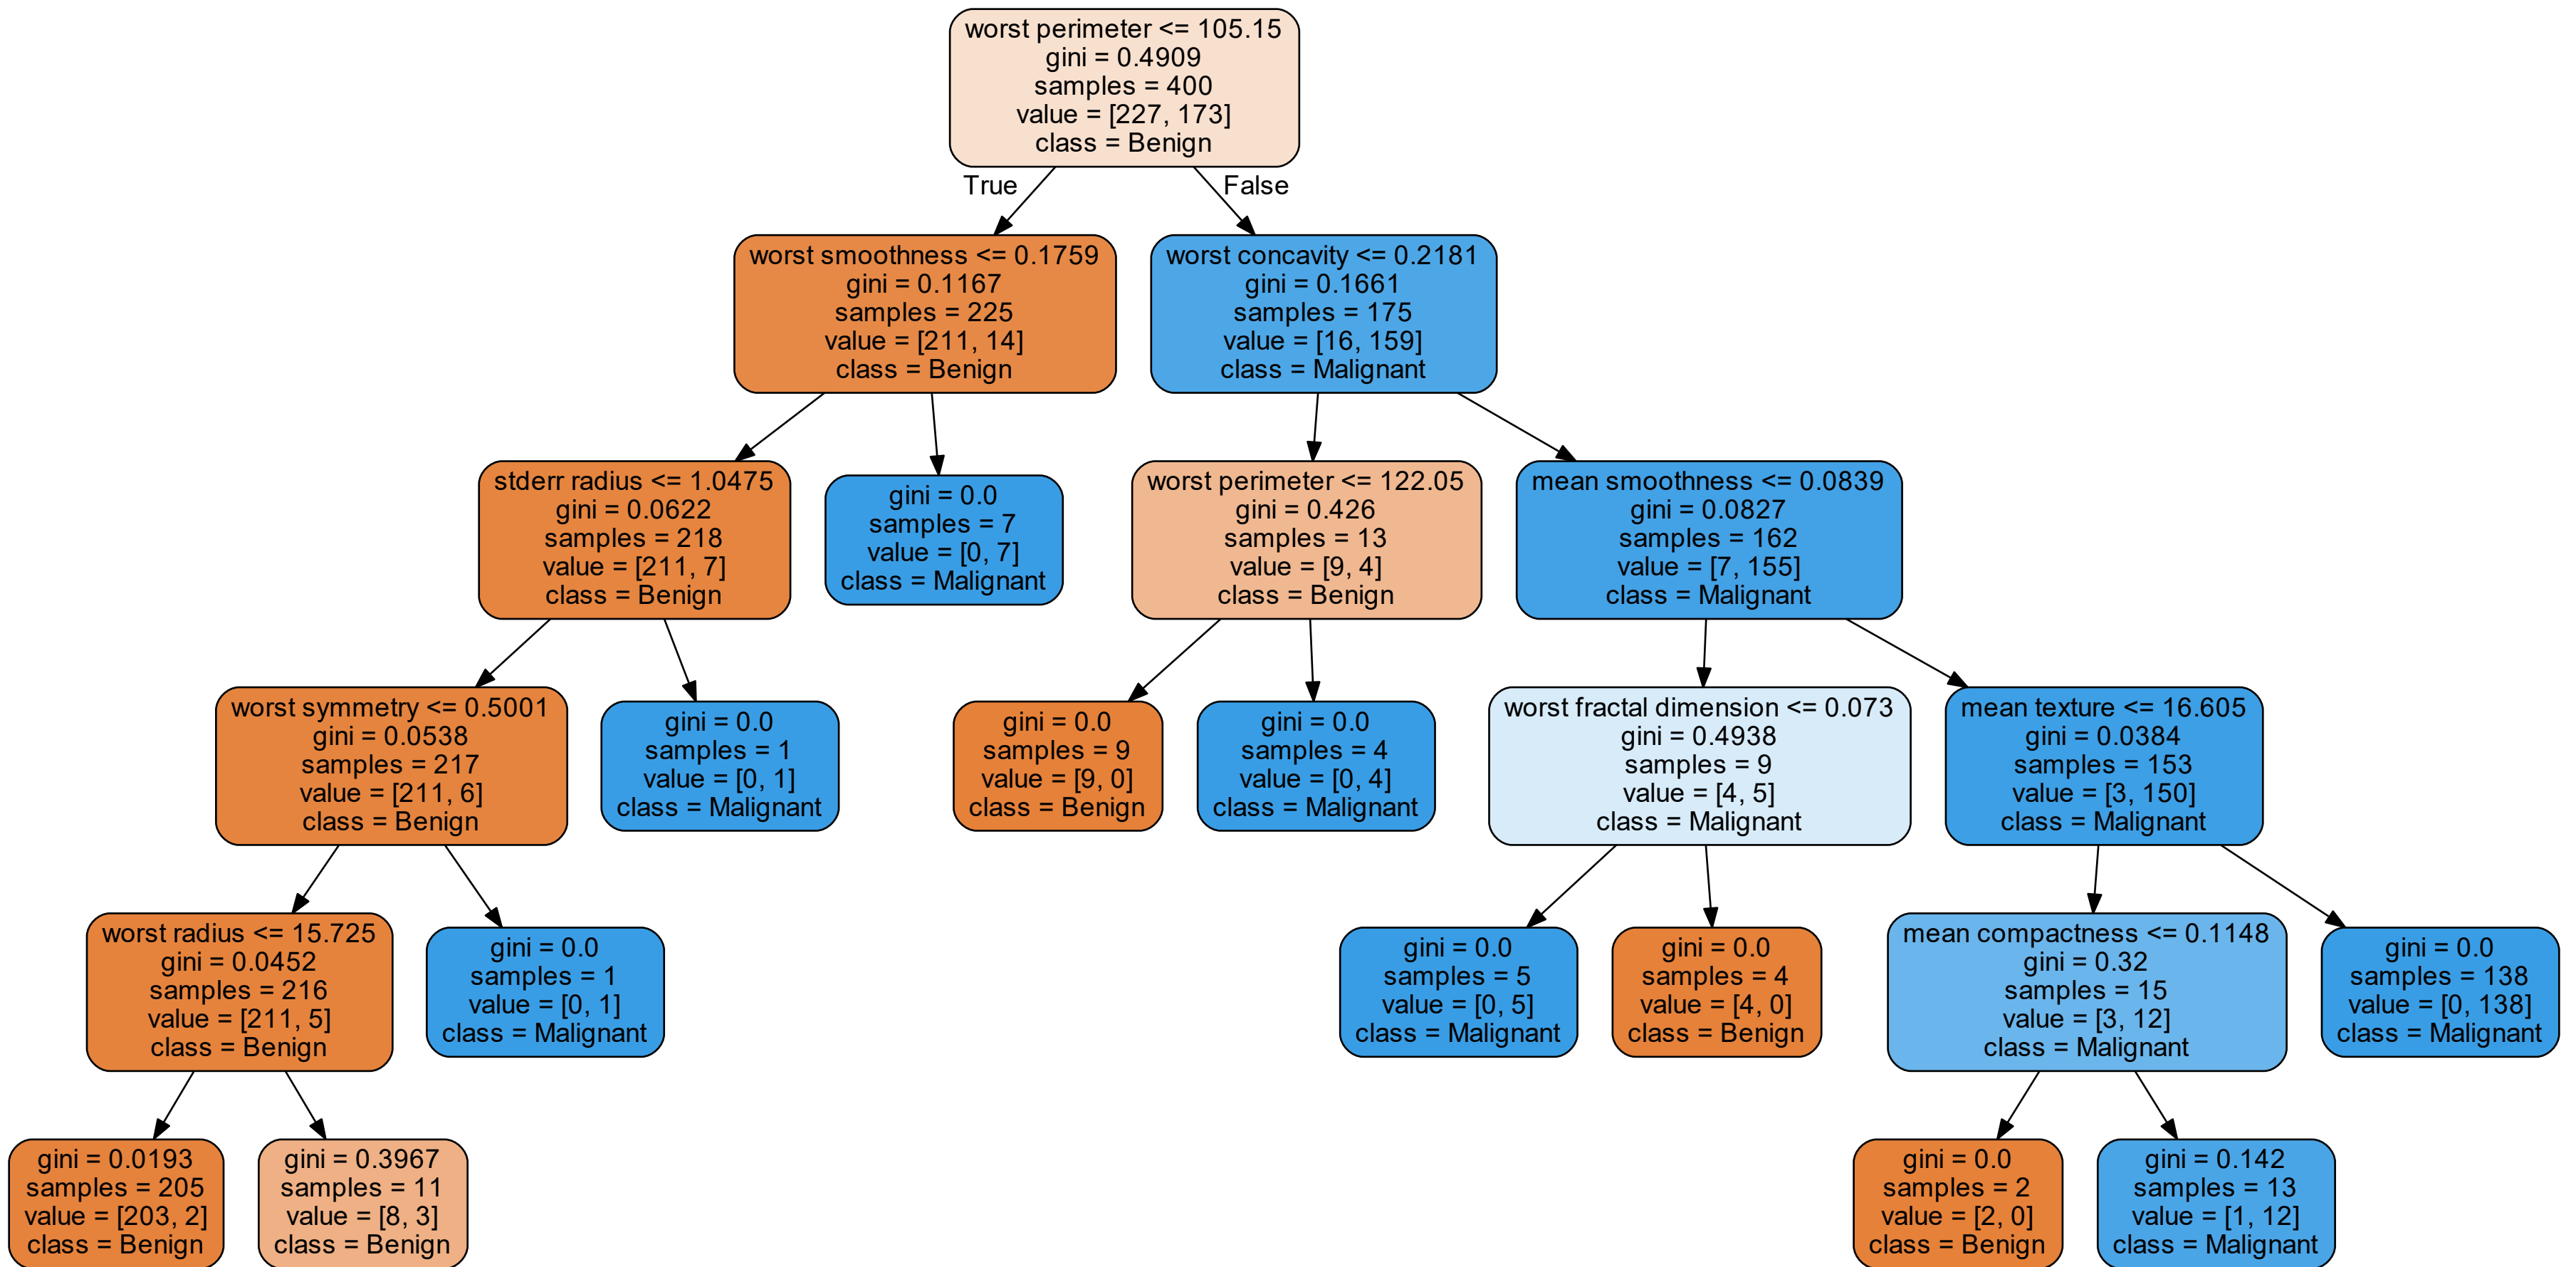 worst perimeter <= 105.15
gini = 0.4909
samples = 400
value = [227, 173]
class = Benign
True
False
worst smoothness <= 0.1759
gini = 0.1167
samples = 225
value = [211, 14]
class = Benign
worst concavity <= 0.2181
gini = 0.1661
samples = 175
value = [16, 159]
class = Malignant
stderr radius <= 1.0475
gini = 0.0622
samples = 218
value = [211, 7]
class = Benign
gini = 0.0
samples = 7
value = [0, 7]
class = Malignant
worst perimeter <= 122.05
gini = 0.426
samples = 13
value = [9, 4]
class = Benign
mean smoothness <= 0.0839
gini = 0.0827
samples = 162
value = [7, 155]
class = Malignant
worst symmetry <= 0.5001
gini = 0.0538
samples = 217
value = [211, 6]
class = Benign
gini = 0.0
samples = 1
value = [0, 1]
class = Malignant
gini = 0.0
samples = 9
value = [9, 0]
class = Benign
gini = 0.0
samples = 4
value = [0, 4]
class = Malignant
worst fractal dimension <= 0.073
gini = 0.4938
samples = 9
value = [4, 5]
class = Malignant
mean texture <= 16.605
gini = 0.0384
samples = 153
value = [3, 150]
class = Malignant
worst radius <= 15.725
gini = 0.0452
samples = 216
value = [211, 5]
class = Benign
gini = 0.0
samples = 1
value = [0, 1]
class = Malignant
gini = 0.0
samples = 5
value = [0, 5]
class = Malignant
gini = 0.0
samples = 4
value = [4, 0]
class = Benign
mean compactness <= 0.1148
gini = 0.32
samples = 15
value = [3, 12]
class = Malignant
gini = 0.0
samples = 138
value = [0, 138]
class = Malignant
gini = 0.0193
samples = 205
value = [203, 2]
class = Benign
gini = 0.3967
samples = 11
value = [8, 3]
class = Benign
gini = 0.0
samples = 2
value = [2, 0]
class = Benign
gini = 0.142
samples = 13
value = [1, 12]
class = Malignant